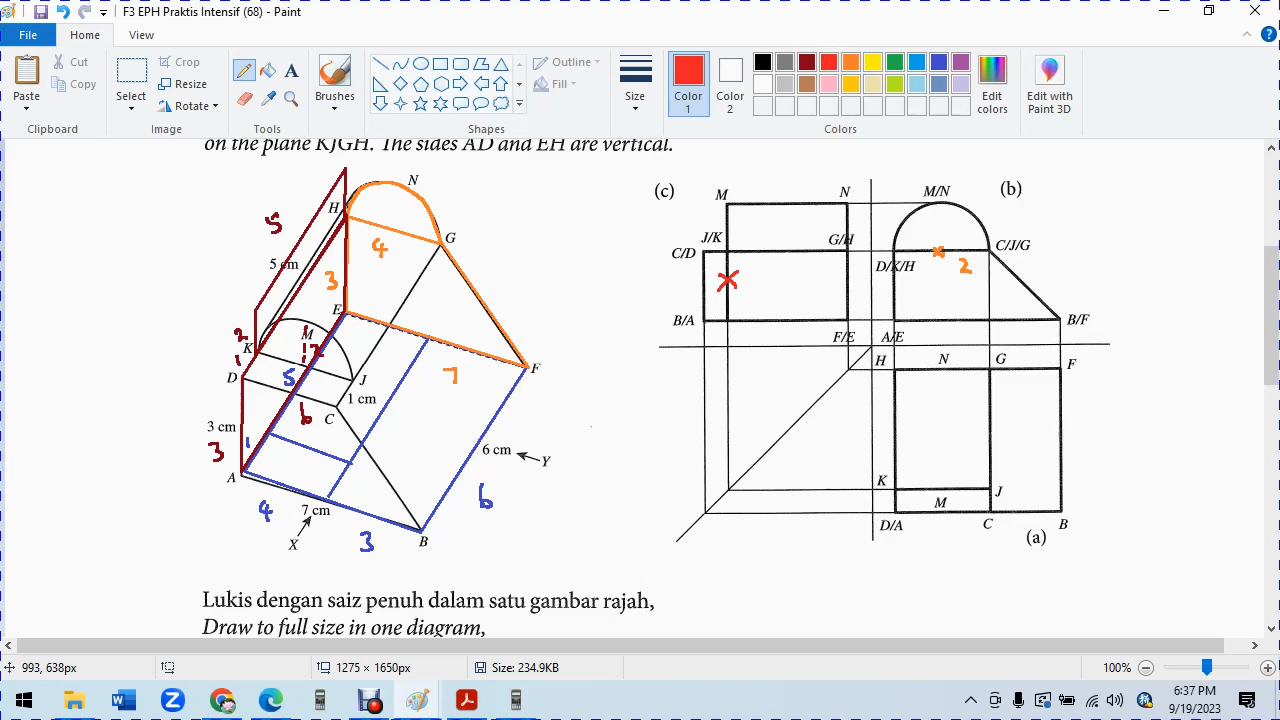 F3 EPH Praktis Intensif (68) - Paint
File Home View
Paste
Cut
Copy
Clipboard
Select
Crop
Resize
Rotate
Image
A
Tools
Brushes
Outline
Fill
Shapes
Size
Color 1
Color 2
Edit colors
Colors
Edit with Paint 3D
on the plane KJGH. The sides AD and EH are vertical.
H
N
5
G
4
5 cm
3
E
2
M
K
1
12
D
5
J
7
F
1 cm
6
C
3 cm
3
1
6 cm
Y
A
6
4
7 cm
3
X
B
(c)
M
N
M/N
(b)
J/K
G/H
C/J/G
C/D
D/K/H
2
B/A
B/F
F/E
A/E
H
N
G
F
K
J
M
D/A
C
B
(a)
Lukis dengan saiz penuh dalam satu gambar rajah,
Draw to full size in one diagram,
993, 638px
1275 × 1650px
Size: 234.9KB
100%
6:37 PM
9/19/2023